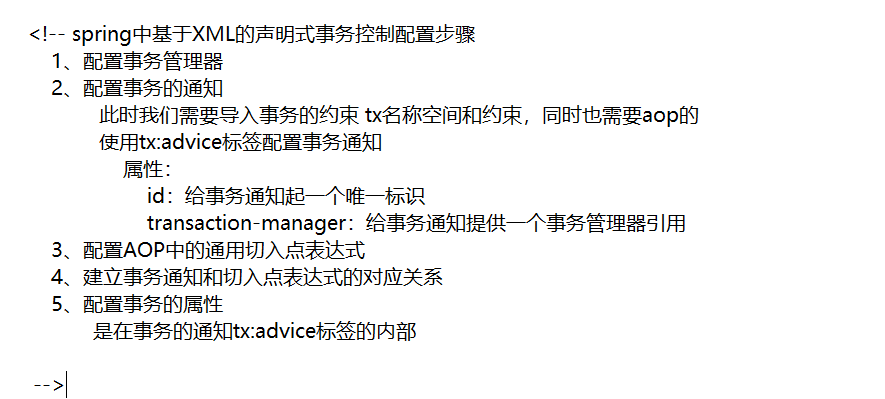 <!-- spring中基于XML的声明式事务控制配置步骤
1、配置事务管理器
2、配置事务的通知
此时我们需要导入事务的约束 tx名称空间和约束，同时也需要aop的
使用tx:advice标签配置事务通知
属性：
id：给事务通知起一个唯一标识
transaction-manager：给事务通知提供一个事务管理器引用
3、配置AOP中的通用切入点表达式
4、建立事务通知和切入点表达式的对应关系
5、配置事务的属性
是在事务的通知tx:advice标签的内部
-->